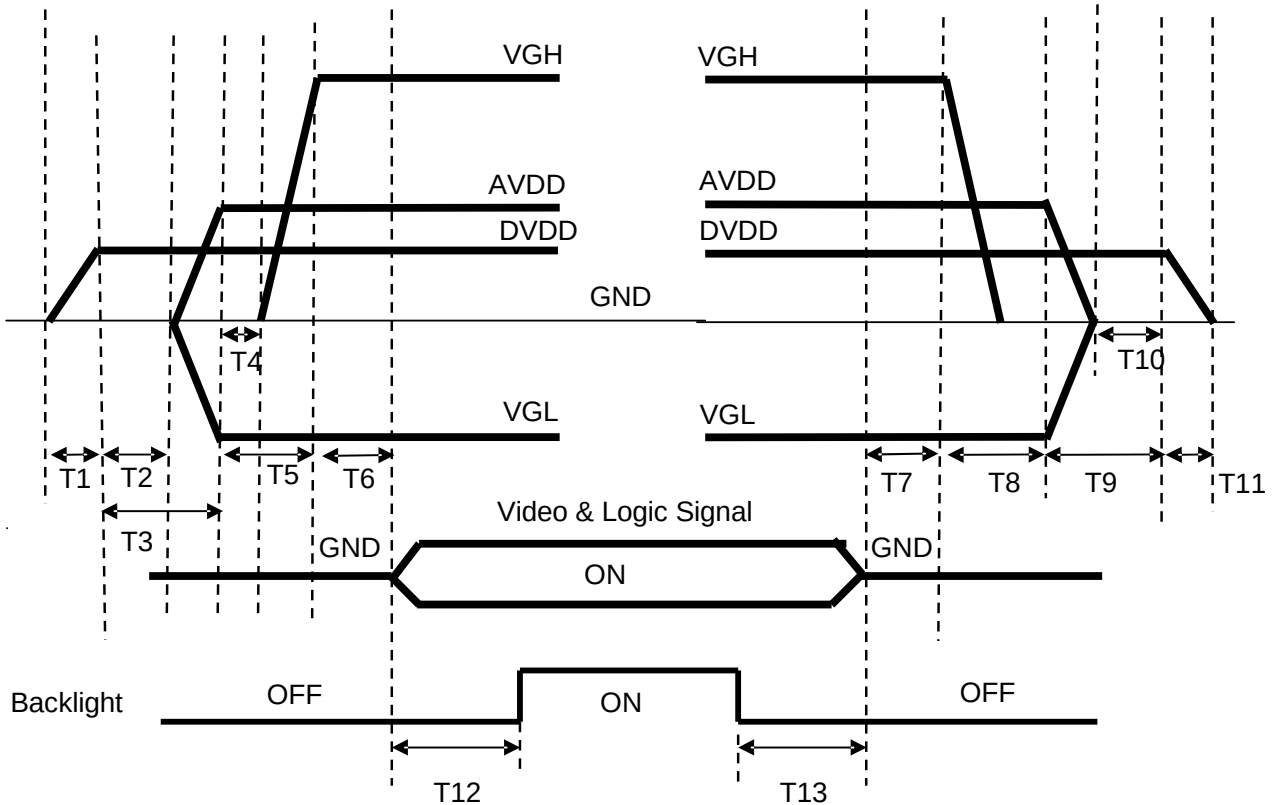 VGH
VGH
AVDD
AVDD
DVDD
DVDD
GND
T4
T10
VGL
VGL
T1
T2
T5
T6
T7
T8
T9
T11
T3
Video & Logic Signal
GND
ON
GND
Backlight
OFF
ON
OFF
T12
T13